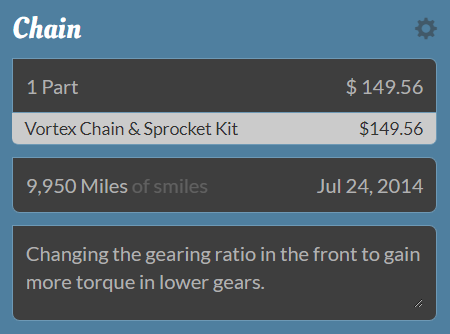 Chain
1 Part $ 149.56
Vortex Chain & Sprocket Kit $149.56
9,950 Miles of smiles Jul 24, 2014
Changing the gearing ratio in the front to gain
more torque in lower gears.